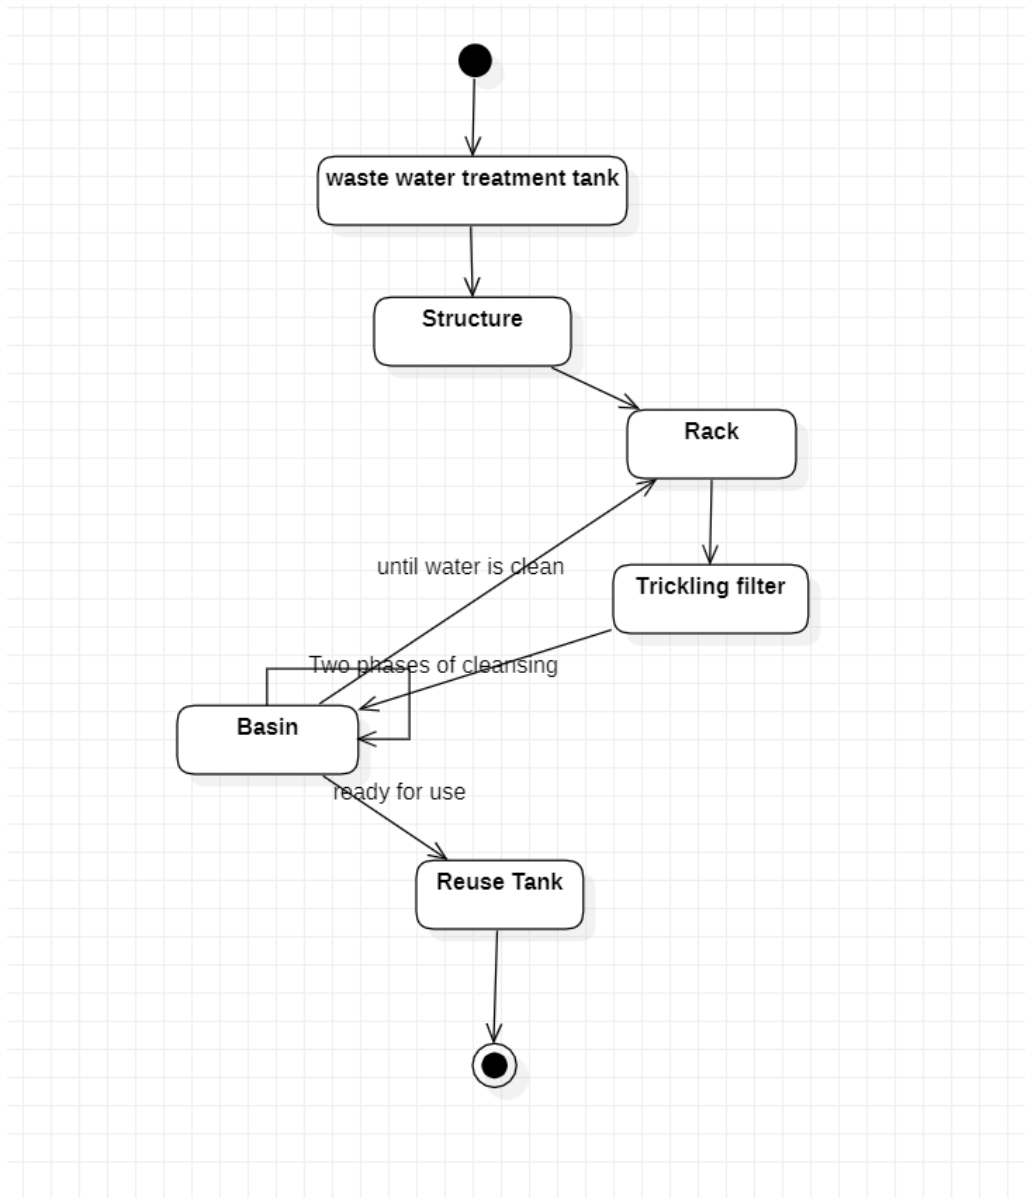 waste water treatment tank
Structure
Rack
until water is clean
Trickling filter
Two phases of cleansing
Basin
ready for use
Reuse Tank